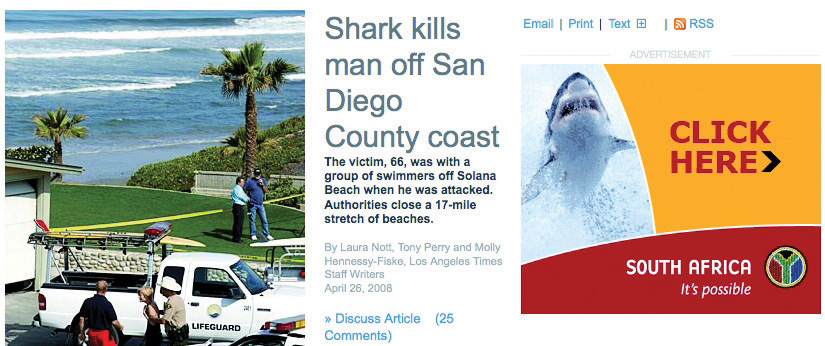 Shark kills
man off San
Diego
County coast
The victim, 66, was with a
group of swimmers off Solana
Beach when he was attacked.
Authorities close a 17-mile
stretch of beaches.
By Laura Nott, Tony Perry and Molly
Hennessy-Fiske, Los Angeles Times
Staff Writers
April 26, 2008
» Discuss Article (25
Comments)
LIFEGUARD
Email | Print | Text | RSS
ADVERTISEMENT
CLICK
HERE
SOUTH AFRICA
It's possible